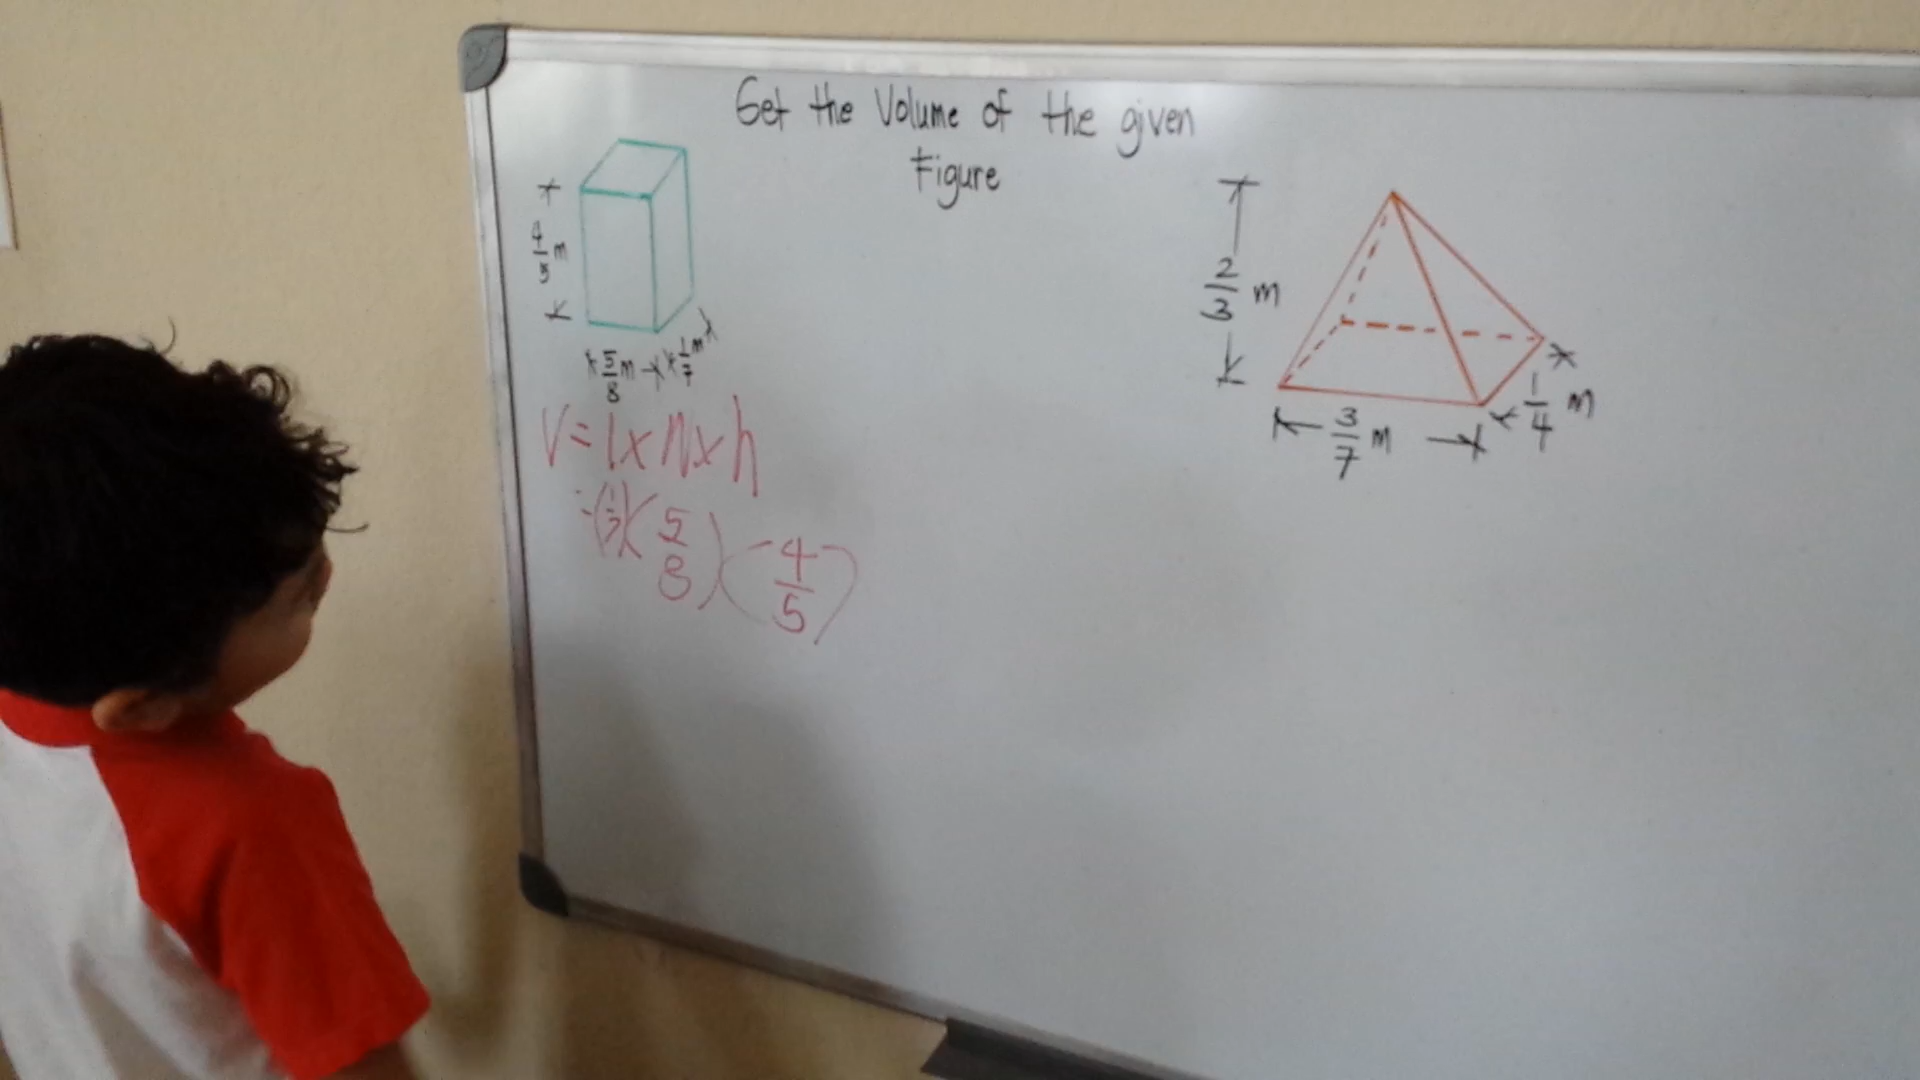 Get the Volume of the given
Figure
4/5 m
5/8 m
1/7 m
V = l x W x h
= (1/7)(5/8)(4/5)
2/3 m
3/7 m
1/4 m